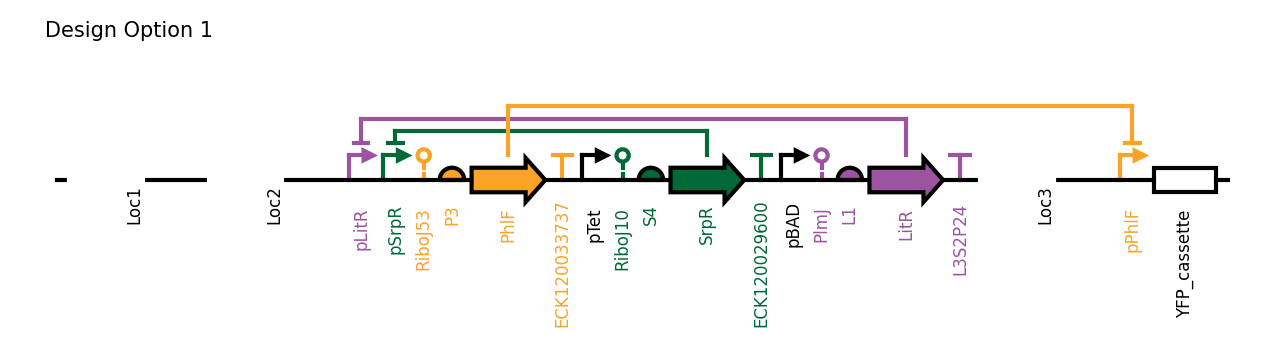 Design Option 1
Loc1
Loc2
pLitR
pSrpR
RiboJ53
P3
PhlF
ECK120033737
pTet
RiboJ10
S4
SrpR
ECK120029600
pBAD
PlmJ
L1
LitR
L3S2P24
Loc3
pPhlF
YFP_cassette